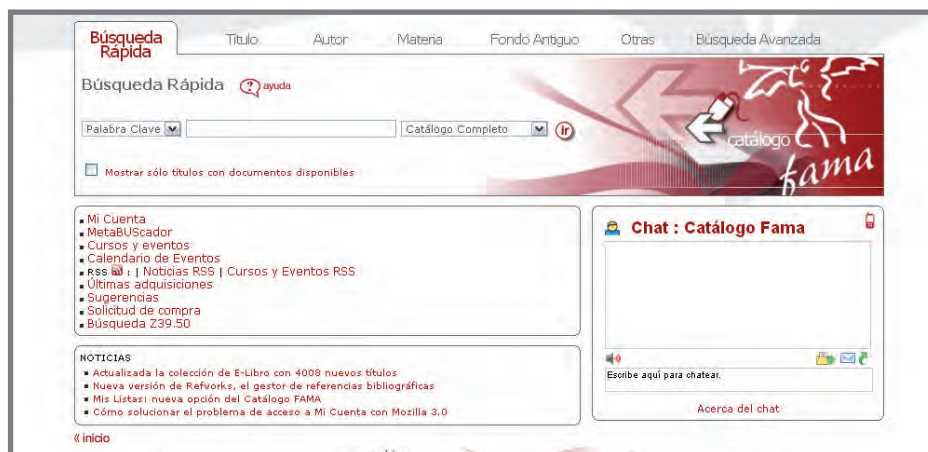 Búsqueda Rápida
Título
Autor
Materia
Fondo Antiguo
Otras
Búsqueda Avanzada
Búsqueda Rápida
? ayuda
Palabra Clave
Catálogo Completo
ir
Mostrar sólo títulos con documentos disponibles
catálogo
fama
Mi Cuenta
MetaBUScador
Cursos y eventos
Calendario de Eventos
RSS : | Noticias RSS | Cursos y Eventos RSS
Últimas adquisiciones
Sugerencias
Solicitud de compra
Búsqueda Z39.50
Chat : Catálogo Fama
Escribe aquí para chatear.
Acerca del chat
NOTICIAS
Actualizada la colección de E-Libro con 4008 nuevos títulos
Nueva versión de Refworks, el gestor de referencias bibliográficas
Mis Listas: nueva opción del Catálogo FAMA
Cómo solucionar el problema de acceso a Mi Cuenta con Mozilla 3.0
« inicio